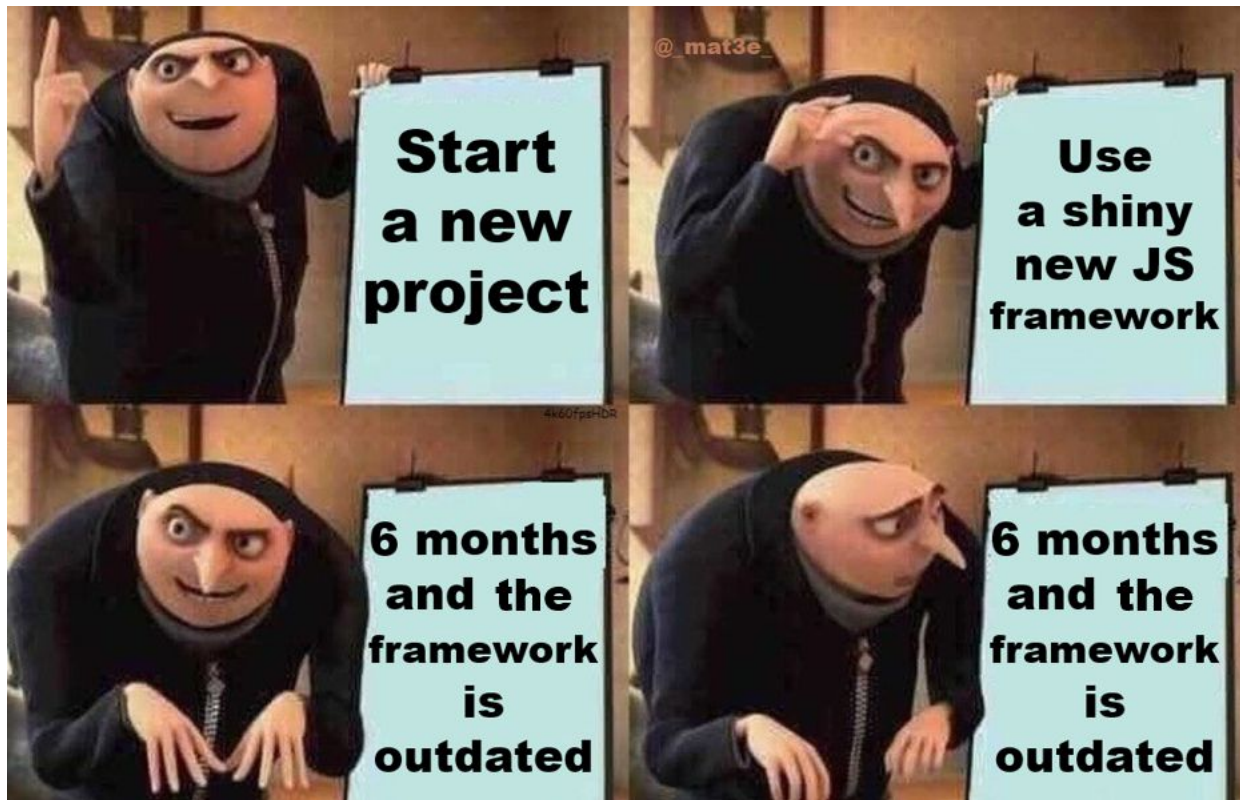 Start
a new
project
@_mat3e_
Use
a shiny
new JS
framework
4k60fpsHDR
6 months
and the
framework
is
outdated
6 months
and the
framework
is
outdated